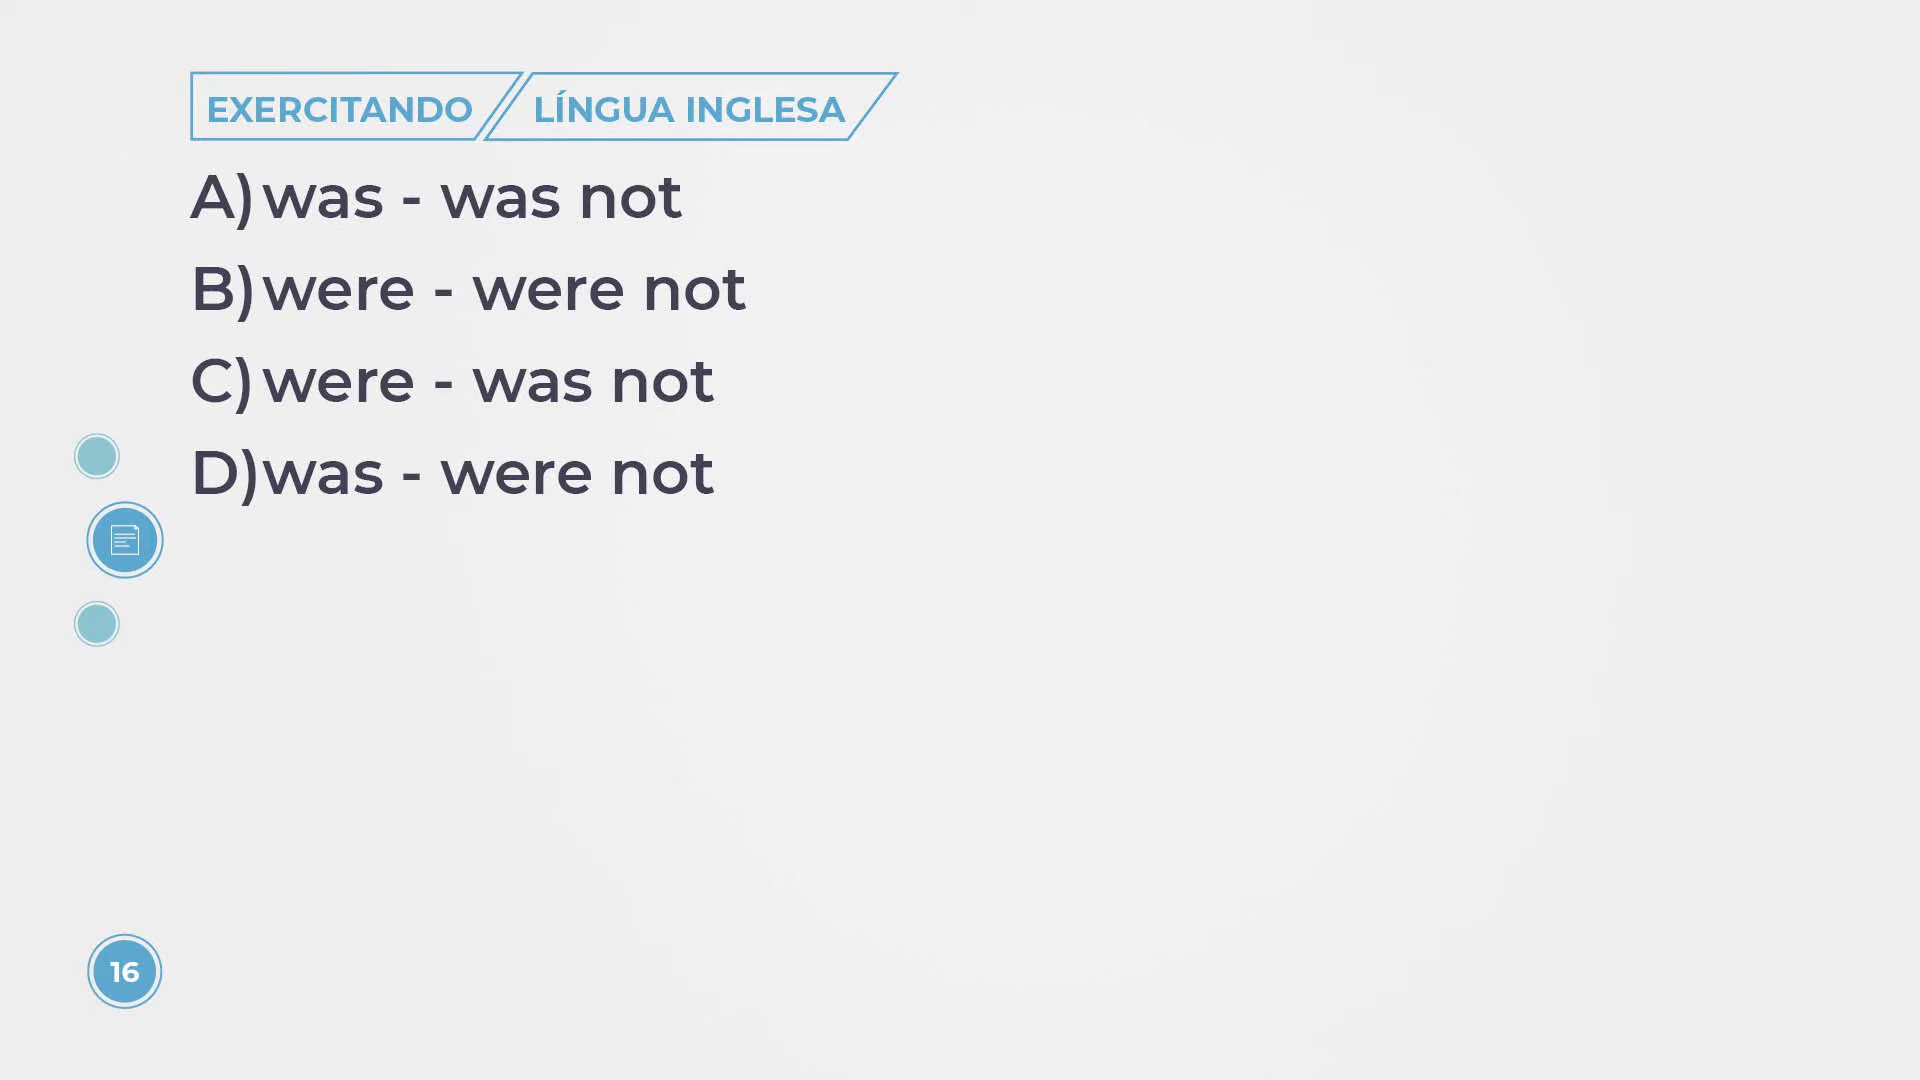 EXERCITANDO LÍNGUA INGLESA
A) was - was not
B) were - were not
C) were - was not
D) was - were not
16